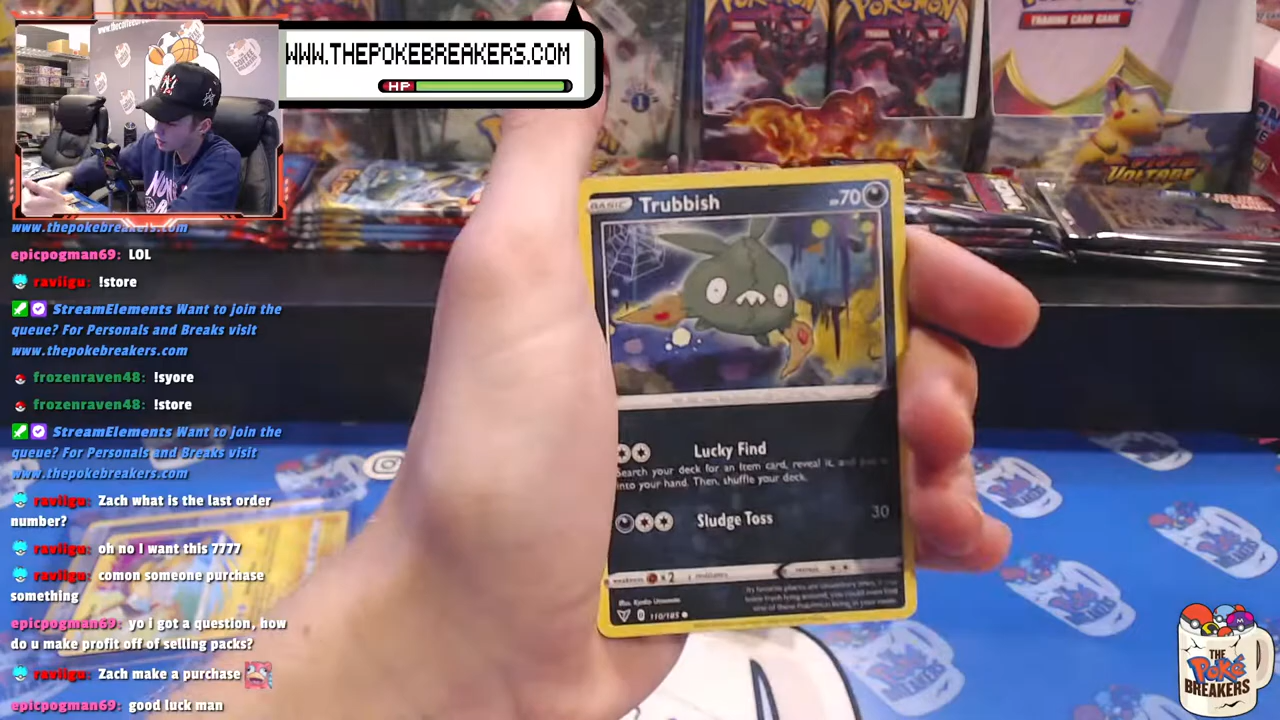 WWW.THEPOKEBREAKERS.COM
HP
POKÉMON
TRADING CARD GAME
VIVID
VOLTAGE
www.thepokebreakers.com
epicpogman69: LOL
raviigu: !store
StreamElements Want to join the
queue? For Personals and Breaks visit
www.thepokebreakers.com
frozenraven48: !syore
frozenraven48: !store
StreamElements Want to join the
queue? For Personals and Breaks visit
www.thepokebreakers.com
raviigu: Zach what is the last order
number?
raviigu: oh no I want this 7777
raviigu: comon someone purchase
something
epicpogman69: yo i got a question, how
do u make profit off of selling packs?
raviigu: Zach make a purchase
epicpogman69: good luck man
BASIC Trubbish HP70
Lucky Find
Search your deck for an Item card, reveal it, and put it
into your hand. Then, shuffle your deck.
Sludge Toss 30
weakness x2 resistance retreat
110/185
THE
POKÉ
BREAKERS